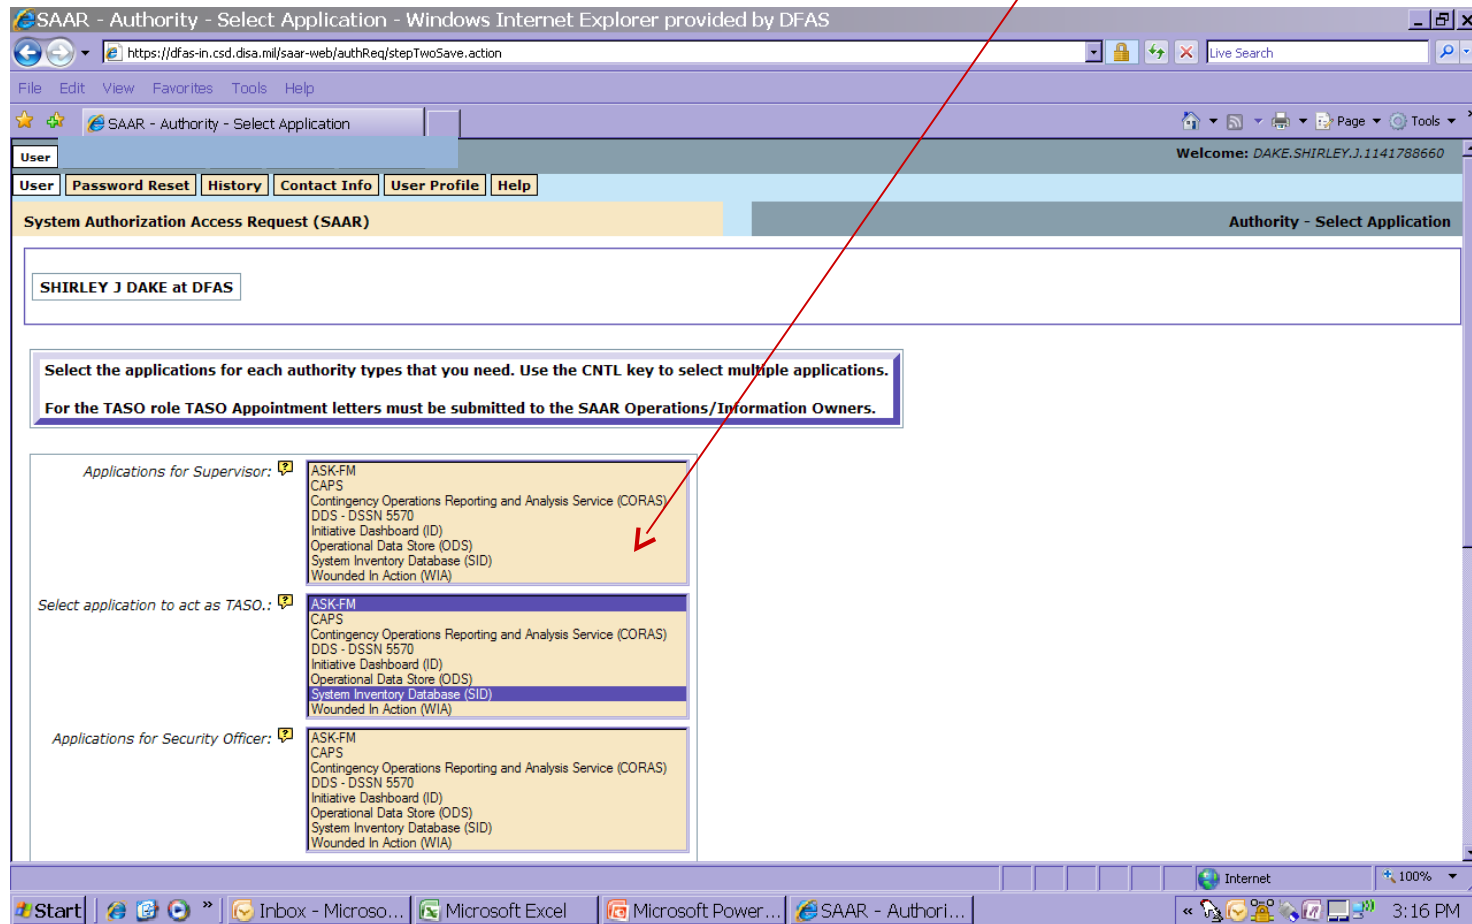 SAAR - Authority - Select Application - Windows Internet Explorer provided by DFAS
https://dfas-in.csd.disa.mil/saar-web/authReq/stepTwoSave.action
Live Search
File Edit View Favorites Tools Help
SAAR - Authority - Select Application
Page Tools
User
Welcome: DAKE.SHIRLEY.J.1141788660
User Password Reset History Contact Info User Profile Help
System Authorization Access Request (SAAR)
Authority - Select Application
SHIRLEY J DAKE at DFAS
Select the applications for each authority types that you need. Use the CNTL key to select multiple applications.
For the TASO role TASO Appointment letters must be submitted to the SAAR Operations/Information Owners.
Applications for Supervisor:
ASK-FM
CAPS
Contingency Operations Reporting and Analysis Service (CORAS)
DDS - DSSN 5570
Initiative Dashboard (ID)
Operational Data Store (ODS)
System Inventory Database (SID)
Wounded In Action (WIA)
Select application to act as TASO.:
ASK-FM
CAPS
Contingency Operations Reporting and Analysis Service (CORAS)
DDS - DSSN 5570
Initiative Dashboard (ID)
Operational Data Store (ODS)
System Inventory Database (SID)
Wounded In Action (WIA)
Applications for Security Officer:
ASK-FM
CAPS
Contingency Operations Reporting and Analysis Service (CORAS)
DDS - DSSN 5570
Initiative Dashboard (ID)
Operational Data Store (ODS)
System Inventory Database (SID)
Wounded In Action (WIA)
Internet
100%
Start
Inbox - Microso...
Microsoft Excel
Microsoft Power...
SAAR - Authori...
3:16 PM